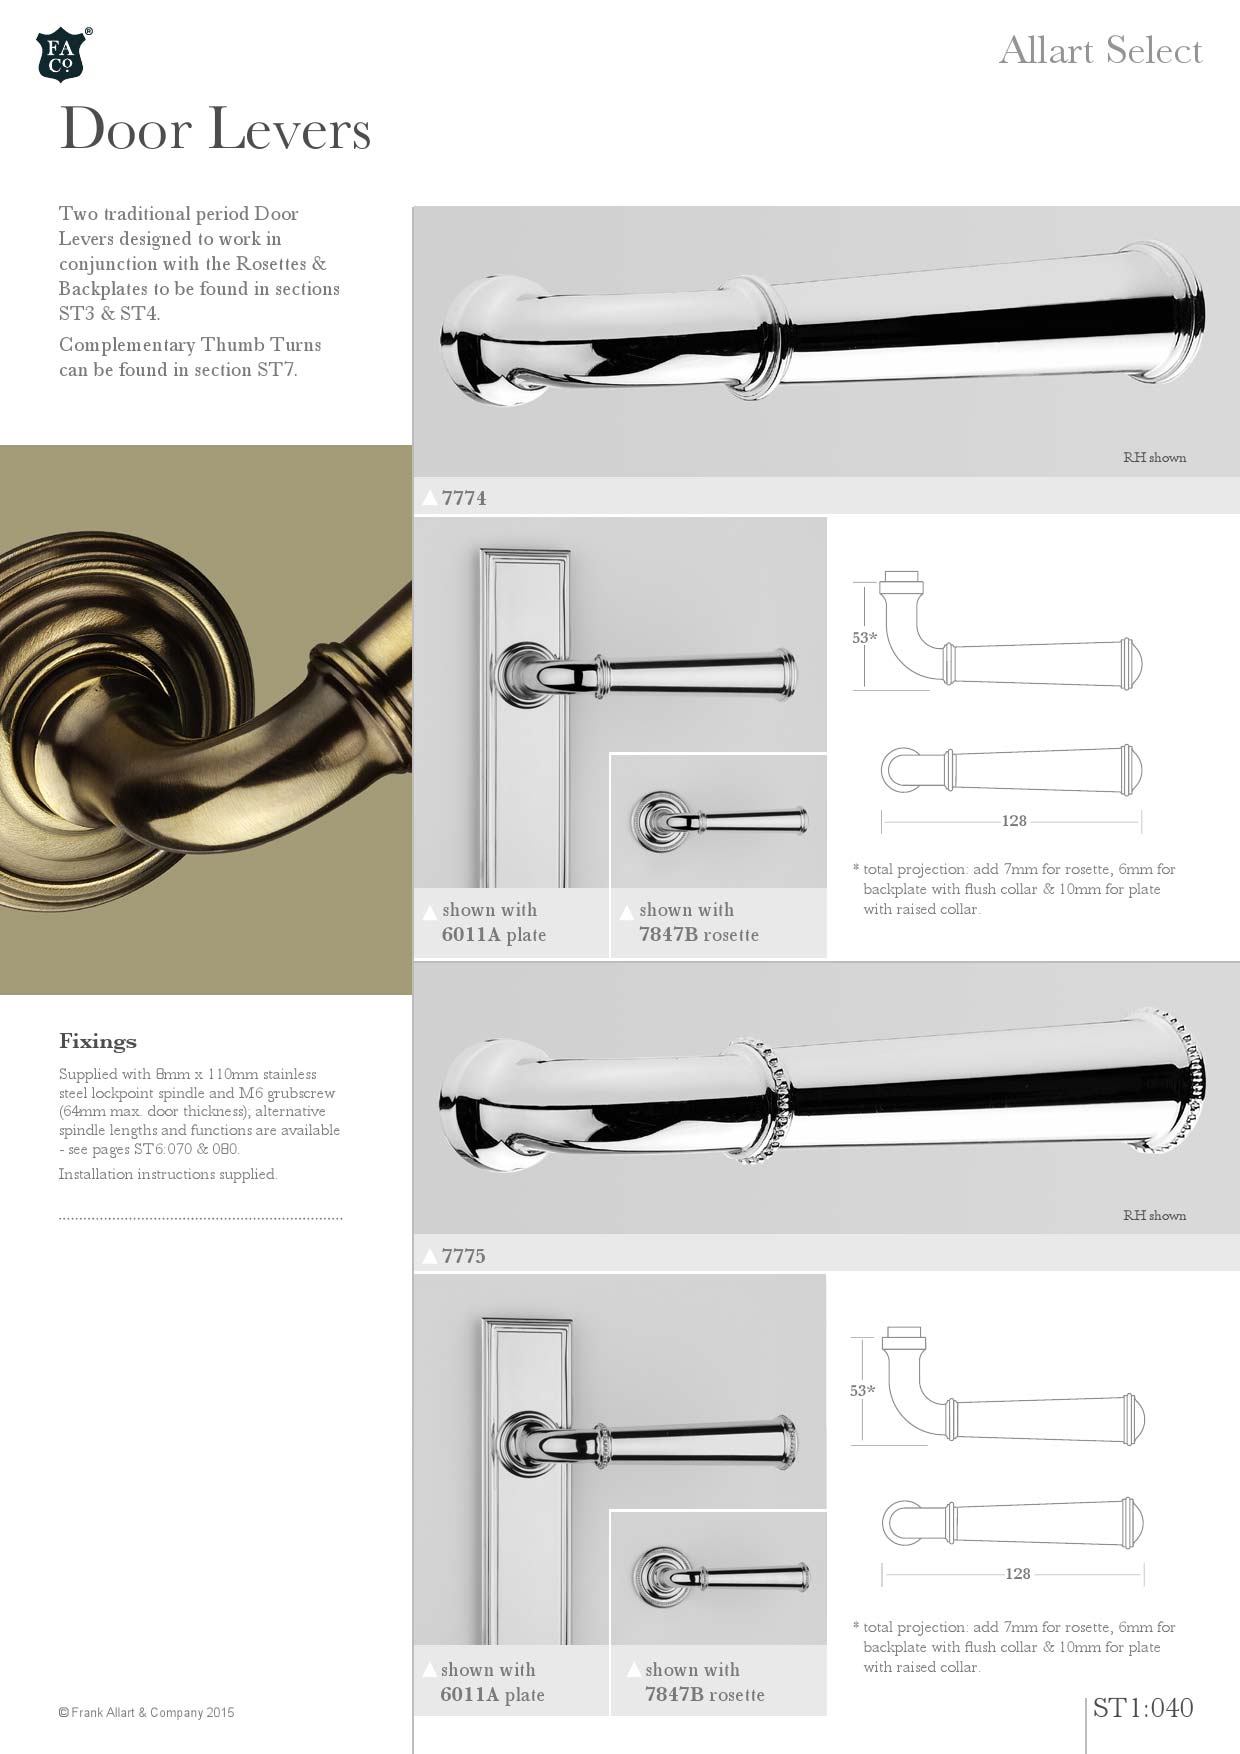 FA
Co.
®
Allart Select
Door Levers
Two traditional period Door
Levers designed to work in
conjunction with the Rosettes &
Backplates to be found in sections
ST3 & ST4.
Complementary Thumb Turns
can be found in section ST7.
RH shown
7774
53*
128
* total projection: add 7mm for rosette, 6mm for
backplate with flush collar & 10mm for plate
with raised collar.
shown with
6011A plate
shown with
7847B rosette
Fixings
Supplied with 8mm x 110mm stainless
steel lockpoint spindle and M6 grubscrew
(64mm max. door thickness); alternative
spindle lengths and functions are available
- see pages ST6:070 & 080.
Installation instructions supplied.
RH shown
7775
53*
128
* total projection: add 7mm for rosette, 6mm for
backplate with flush collar & 10mm for plate
with raised collar.
shown with
6011A plate
shown with
7847B rosette
© Frank Allart & Company 2015
ST1:040